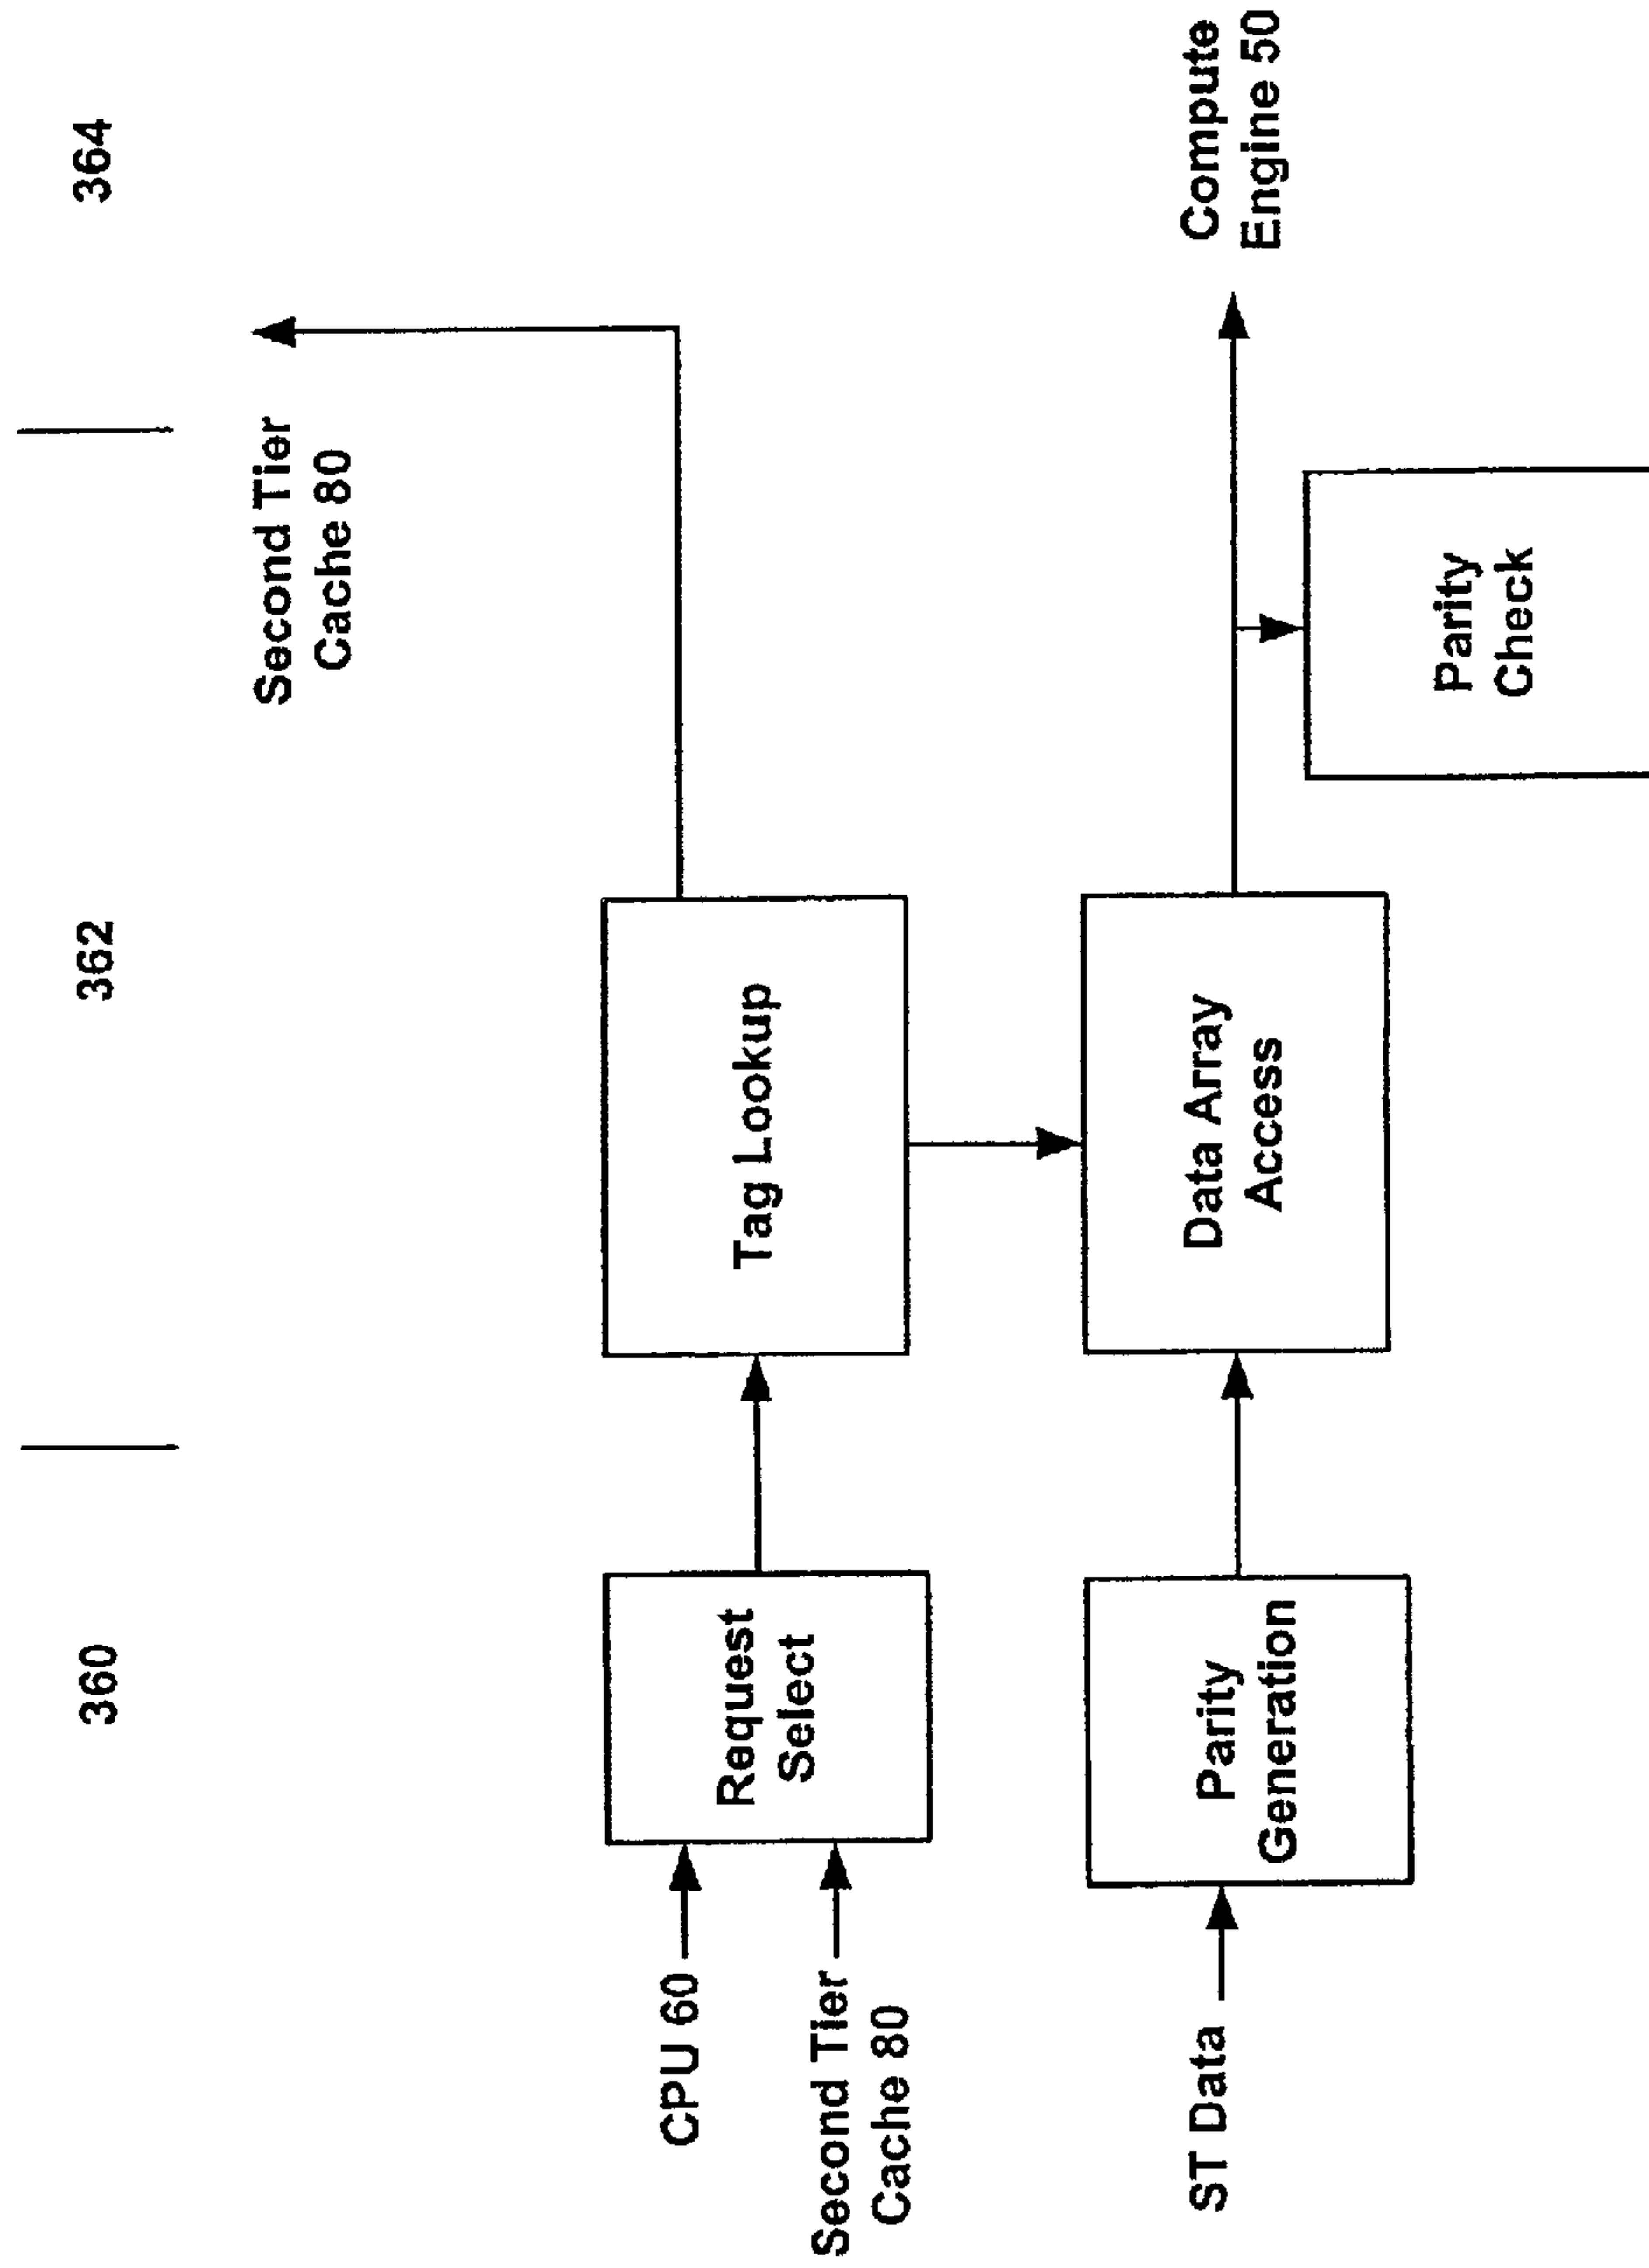 360
362
364
Second Tier
Cache 80
CPU 60
Second Tier
Cache 80
Request
Select
Tag Lookup
ST Data
Parity
Generation
Data Array
Access
Compute
Engine 50
Parity
Check